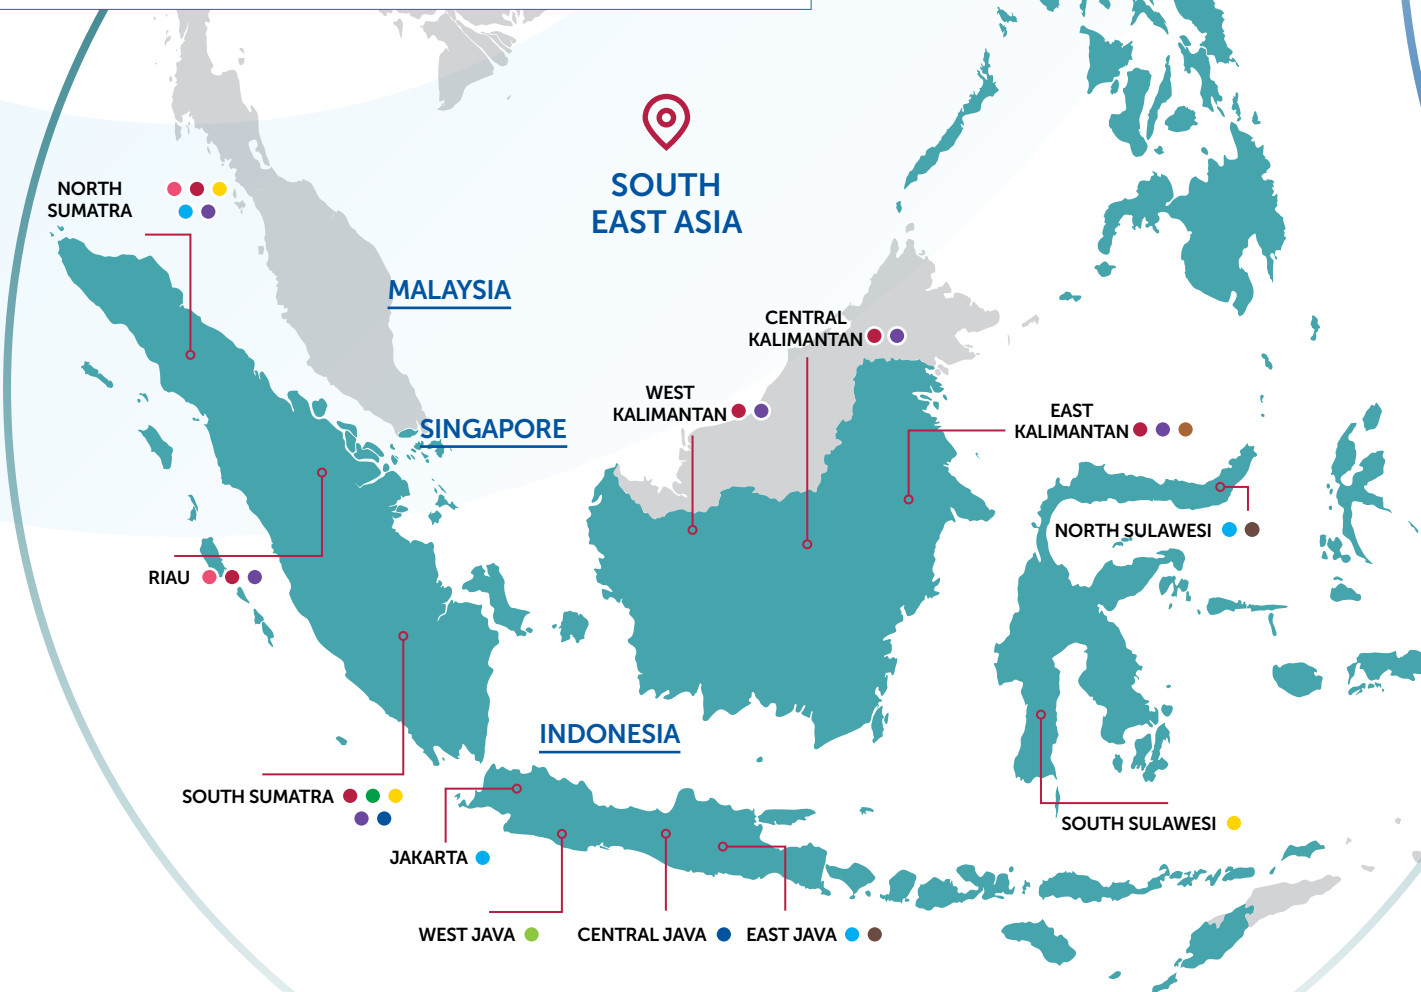 SOUTH
EAST ASIA
NORTH
SUMATRA
MALAYSIA
CENTRAL
KALIMANTAN
WEST
KALIMANTAN
SINGAPORE
EAST
KALIMANTAN
NORTH SULAWESI
RIAU
INDONESIA
SOUTH SUMATRA
SOUTH SULAWESI
JAKARTA
WEST JAVA
CENTRAL JAVA
EAST JAVA